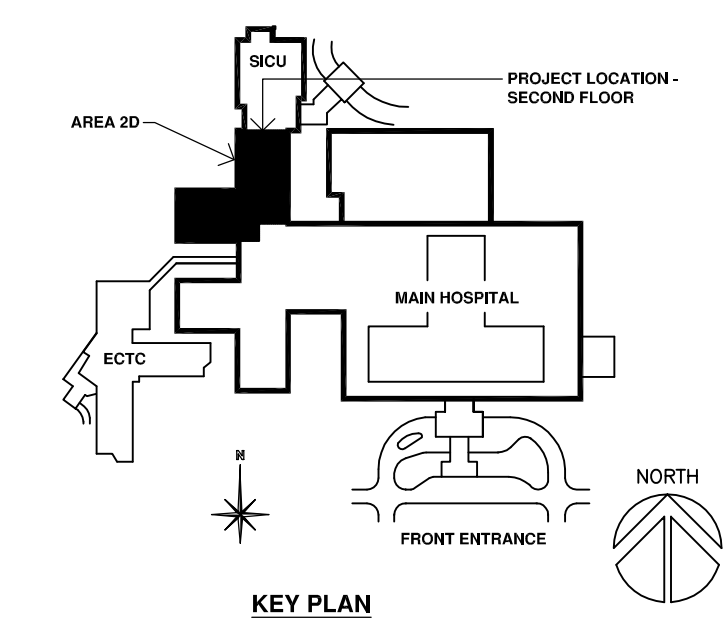 SICU
PROJECT LOCATION -
SECOND FLOOR
AREA 2D
MAIN HOSPITAL
ECTC
N
NORTH
FRONT ENTRANCE
KEY PLAN